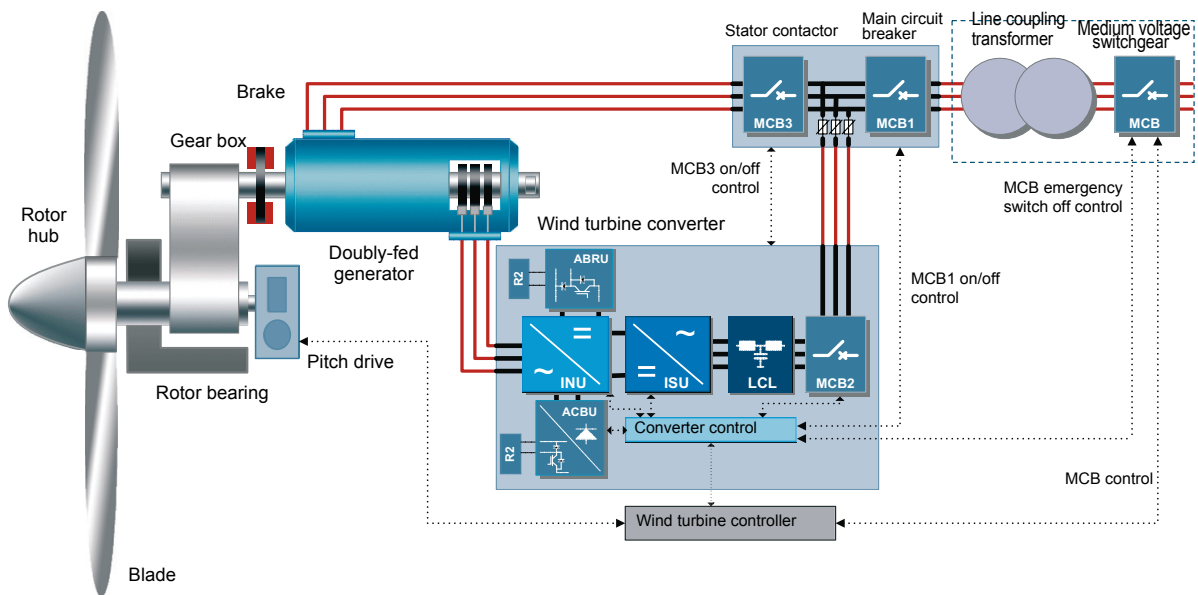 Stator contactor
Main circuit
breaker
Line coupling
transformer
Medium voltage
switchgear
Brake
MCB3
MCB1
MCB
Gear box
MCB3 on/off
control
MCB emergency
switch off control
Rotor
hub
Doubly-fed
generator
Wind turbine converter
MCB1 on/off
control
R2
ABRU
INU
ISU
LCL
MCB2
Pitch drive
Rotor bearing
R2
ACBU
Converter control
MCB control
Wind turbine controller
Blade